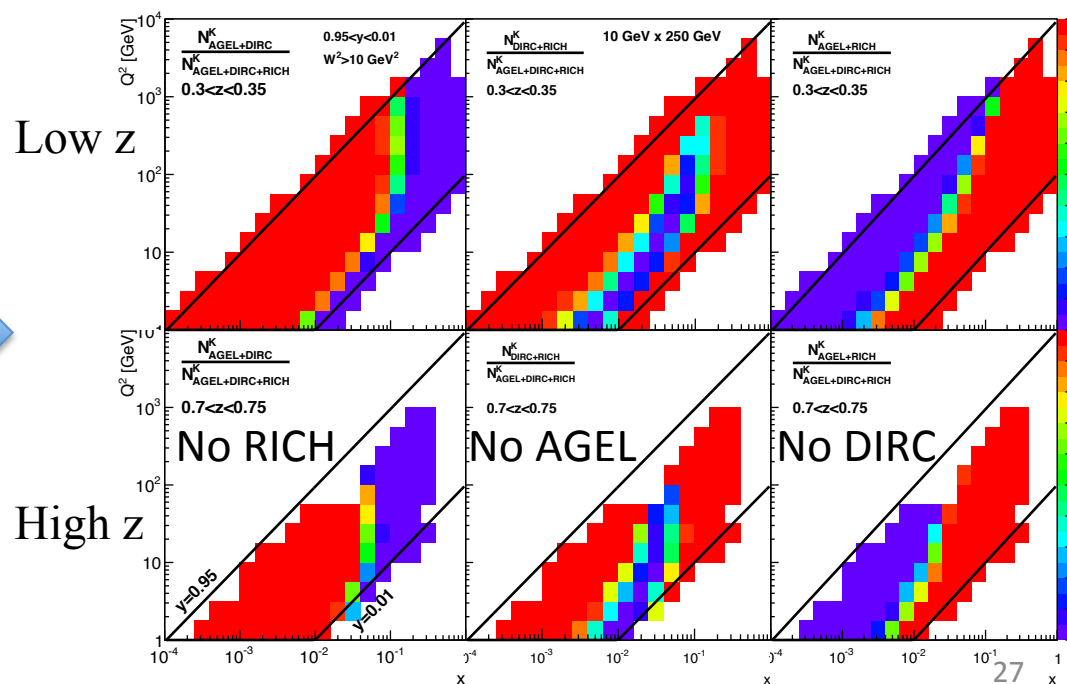 Low z
High z
Q² [GeV]
10⁴
10³
10²
10
1
N^K_AGEL+DIRC
N^K_AGEL+DIRC+RICH
0.3<z<0.35
0.95<y<0.01
W²>10 GeV²
N^K_DIRC+RICH
N^K_AGEL+DIRC+RICH
0.3<z<0.35
10 GeV x 250 GeV
N^K_AGEL+RICH
N^K_AGEL+DIRC+RICH
0.3<z<0.35
Q² [GeV]
10⁴
10³
10²
10
1
N^K_AGEL+DIRC
N^K_AGEL+DIRC+RICH
0.7<z<0.75
No RICH
y=0.95
y=0.01
N^K_DIRC+RICH
N^K_AGEL+DIRC+RICH
0.7<z<0.75
No AGEL
N^K_AGEL+RICH
N^K_AGEL+DIRC+RICH
0.7<z<0.75
No DIRC
10⁻⁴ 10⁻³ 10⁻² 10⁻¹
10⁻³ 10⁻² 10⁻¹
10⁻³ 10⁻² 10⁻¹ 1
x x x
27